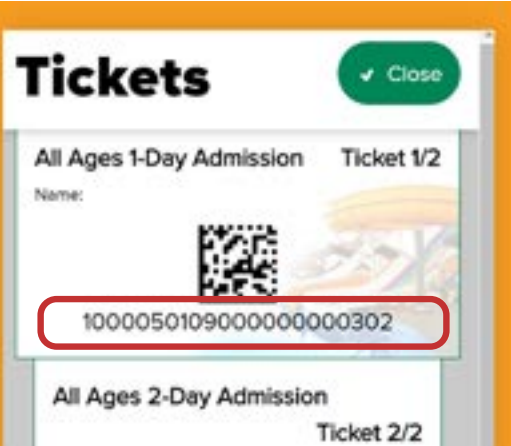 Tickets
Close
All Ages 1-Day Admission
Ticket 1/2
Name:
1000050109000000000302
All Ages 2-Day Admission
Ticket 2/2